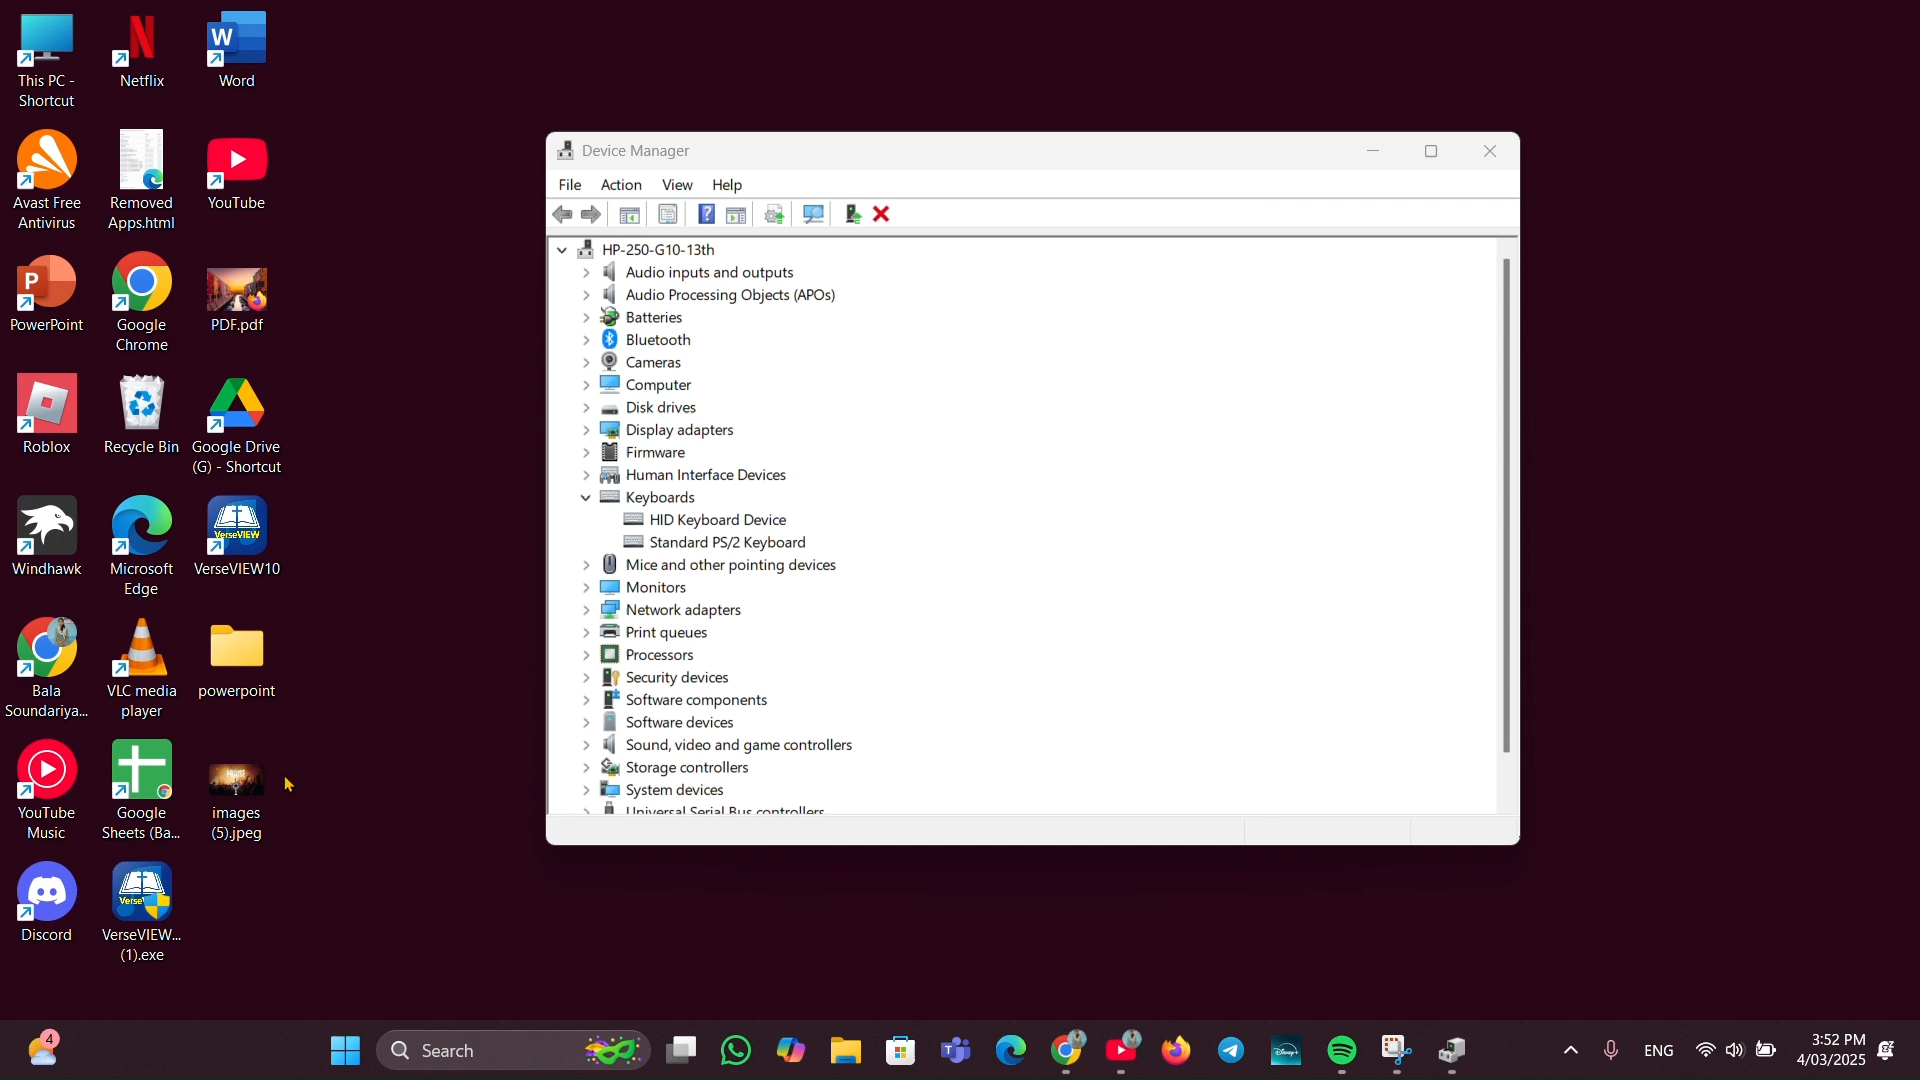 This PC -
Shortcut
Netflix
Word
Avast Free
Antivirus
Removed
Apps.html
YouTube
PowerPoint
Google
Chrome
PDF.pdf
Roblox
Recycle Bin
Google Drive
(G) - Shortcut
Windhawk
Microsoft
Edge
VerseVIEW
VerseVIEW10
Bala
Soundariya...
VLC media
player
powerpoint
YouTube
Music
Google
Sheets (Ba...
images
(5).jpeg
Discord
VerseVIEW...
(1).exe
Device Manager
File Action View Help
HP-250-G10-13th
Audio inputs and outputs
Audio Processing Objects (APOs)
Batteries
Bluetooth
Cameras
Computer
Disk drives
Display adapters
Firmware
Human Interface Devices
Keyboards
HID Keyboard Device
Standard PS/2 Keyboard
Mice and other pointing devices
Monitors
Network adapters
Print queues
Processors
Security devices
Software components
Software devices
Sound, video and game controllers
Storage controllers
System devices
Universal Serial Bus controllers
4
Search
ENG
3:52 PM
4/03/2025